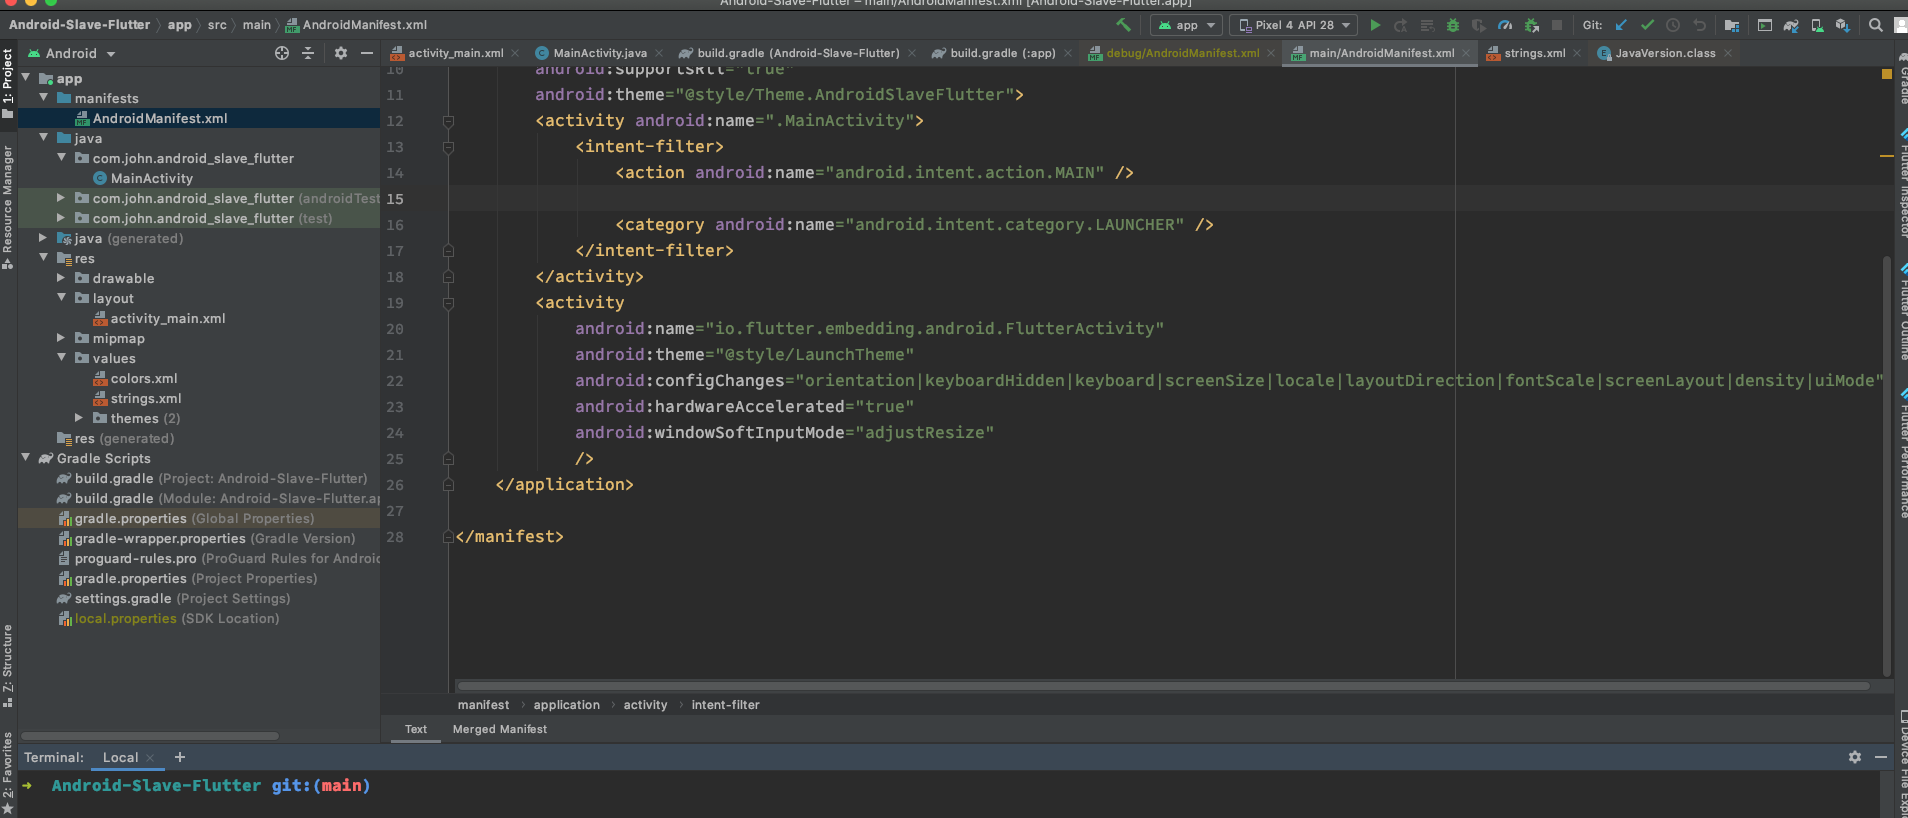 Android-Slave-Flutter – main/AndroidManifest.xml [Android-Slave-Flutter.app]
Android-Slave-Flutter app src main AndroidManifest.xml app Pixel 4 API 28 Git:
Android activity_main.xml MainActivity.java build.gradle (Android-Slave-Flutter) build.gradle (:app) debug/AndroidManifest.xml main/AndroidManifest.xml strings.xml JavaVersion.class
1: Project
Resource Manager
Z: Structure
2: Favorites
app
manifests
AndroidManifest.xml
java
com.john.android_slave_flutter
MainActivity
com.john.android_slave_flutter (androidTest
com.john.android_slave_flutter (test)
java (generated)
res
drawable
layout
activity_main.xml
mipmap
values
colors.xml
strings.xml
themes (2)
res (generated)
Gradle Scripts
build.gradle (Project: Android-Slave-Flutter)
build.gradle (Module: Android-Slave-Flutter.ap
gradle.properties (Global Properties)
gradle-wrapper.properties (Gradle Version)
proguard-rules.pro (ProGuard Rules for Android
gradle.properties (Project Properties)
settings.gradle (Project Settings)
local.properties (SDK Location)
10 android:supportsRtl="true"
11 android:theme="@style/Theme.AndroidSlaveFlutter">
12 <activity android:name=".MainActivity">
13 <intent-filter>
14 <action android:name="android.intent.action.MAIN" />
15
16 <category android:name="android.intent.category.LAUNCHER" />
17 </intent-filter>
18 </activity>
19 <activity
20 android:name="io.flutter.embedding.android.FlutterActivity"
21 android:theme="@style/LaunchTheme"
22 android:configChanges="orientation|keyboardHidden|keyboard|screenSize|locale|layoutDirection|fontScale|screenLayout|density|uiMode"
23 android:hardwareAccelerated="true"
24 android:windowSoftInputMode="adjustResize"
25 />
26 </application>
27
28 </manifest>
manifest application activity intent-filter
Text Merged Manifest
Gradle
Flutter Inspector
Flutter Outline
Flutter Performance
Device File Expl
Terminal: Local +
Android-Slave-Flutter git:(main)